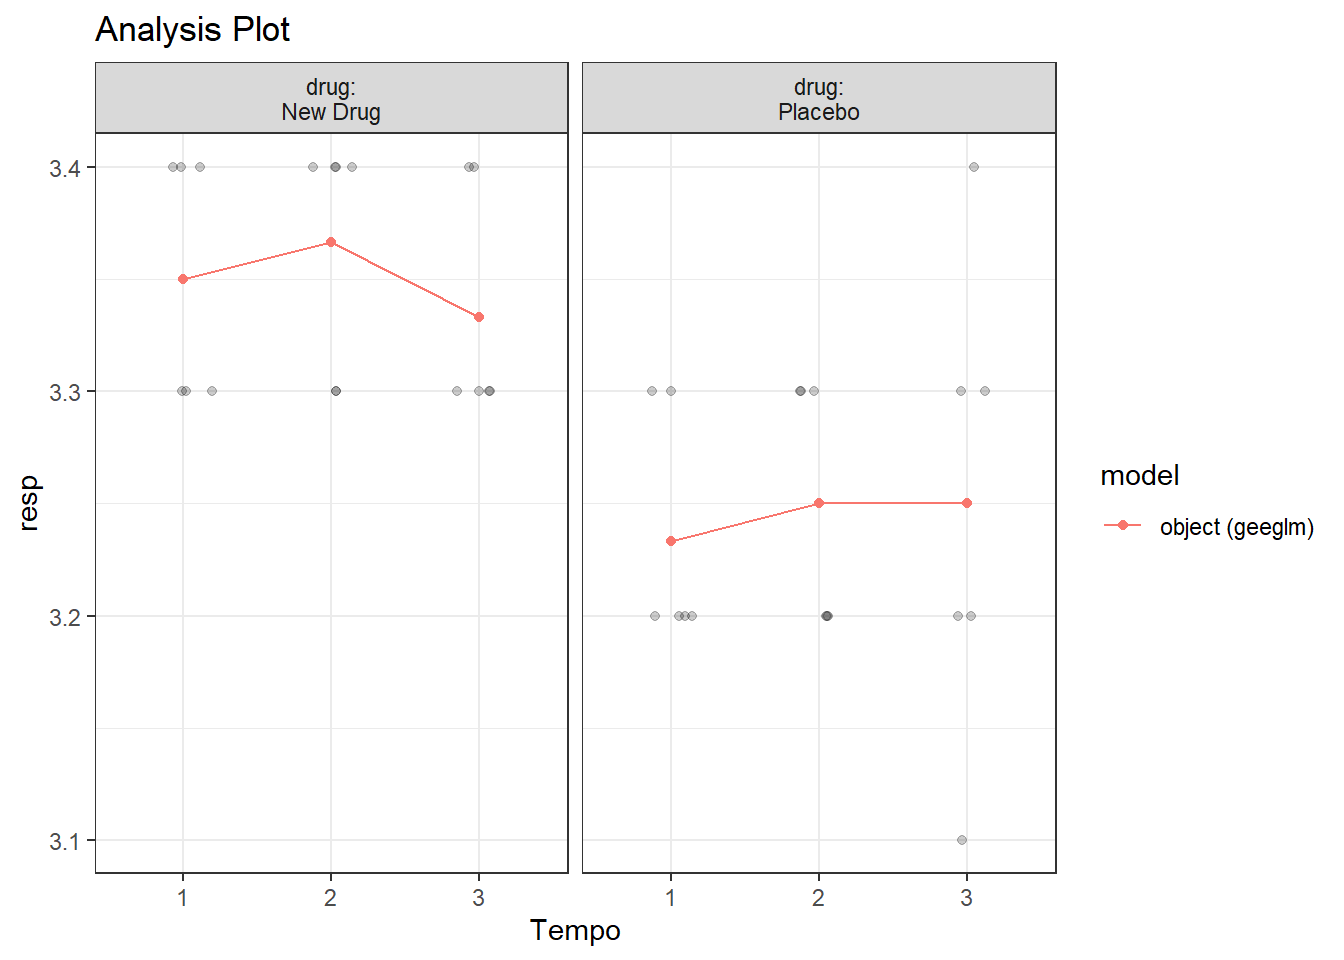 Analysis Plot
drug:
New Drug
drug:
Placebo
3.4
3.3
3.2
3.1
resp
1
2
3
1
2
3
Tempo
model
object (geeglm)